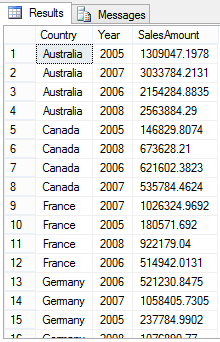 Results Messages
Country Year SalesAmount
1 Australia 2005 1309047.1978
2 Australia 2007 3033784.2131
3 Australia 2006 2154284.8835
4 Australia 2008 2563884.29
5 Canada 2005 146829.8074
6 Canada 2008 673628.21
7 Canada 2006 621602.3823
8 Canada 2007 535784.4624
9 France 2007 1026324.9692
10 France 2005 180571.692
11 France 2008 922179.04
12 France 2006 514942.0131
13 Germany 2006 521230.8475
14 Germany 2007 1058405.7305
15 Germany 2005 237784.9902
16 Germany 2008 1076890.77